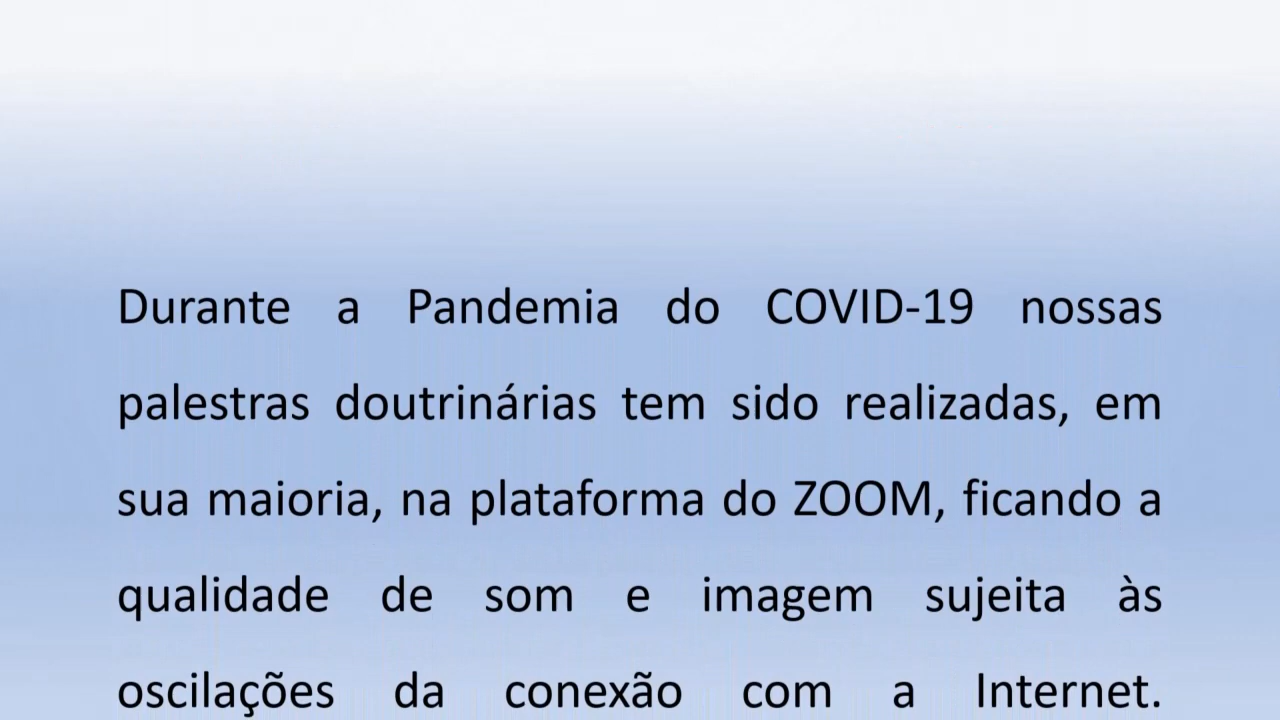 Durante a Pandemia do COVID-19 nossas
palestras doutrinárias tem sido realizadas, em
sua maioria, na plataforma do ZOOM, ficando a
qualidade de som e imagem sujeita às
oscilações da conexão com a Internet.